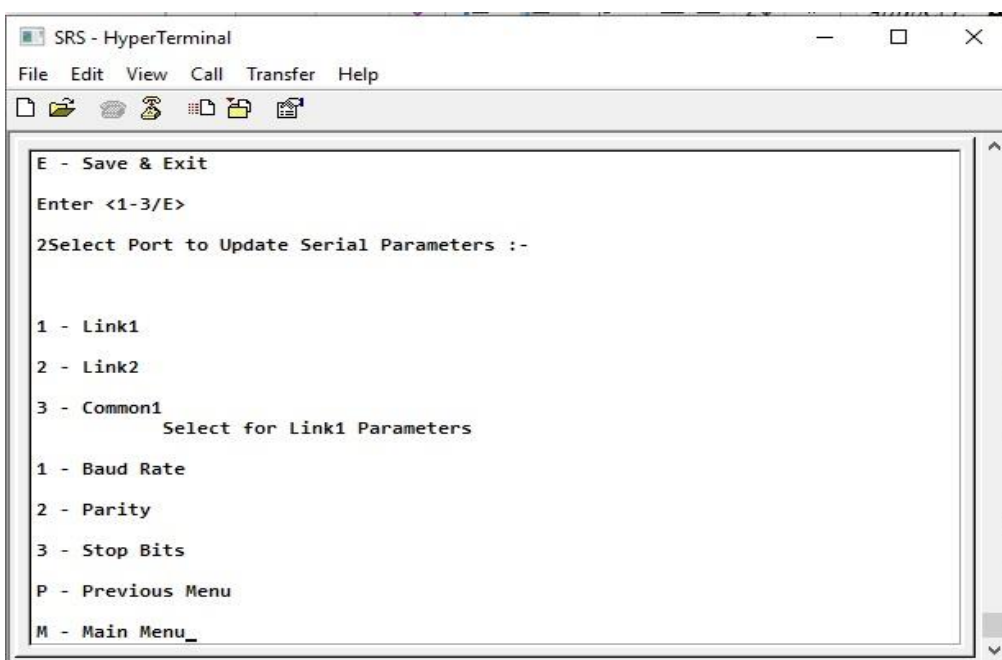 SRS - HyperTerminal
File Edit View Call Transfer Help
E - Save & Exit
Enter <1-3/E>
2Select Port to Update Serial Parameters :-
1 - Link1
2 - Link2
3 - Common1
Select for Link1 Parameters
1 - Baud Rate
2 - Parity
3 - Stop Bits
P - Previous Menu
M - Main Menu_